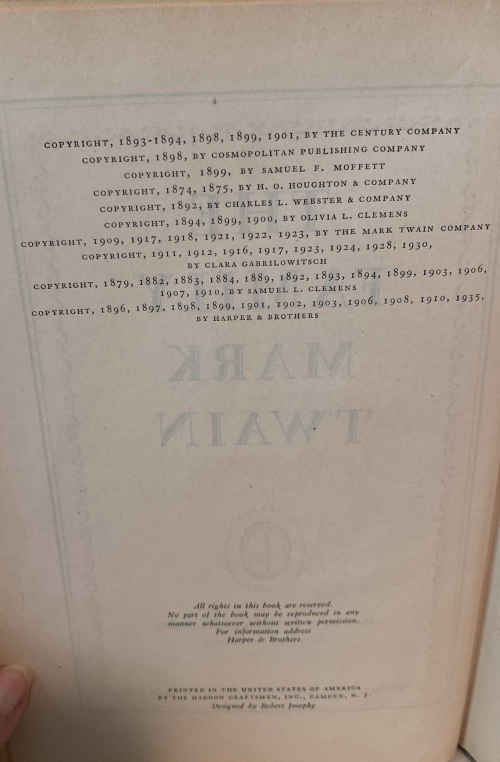 COPYRIGHT, 1893-1894, 1898, 1899, 1901, BY THE CENTURY COMPANY
COPYRIGHT, 1898, BY COSMOPOLITAN PUBLISHING COMPANY
COPYRIGHT, 1899, BY SAMUEL F. MOFFETT
COPYRIGHT, 1874, 1875, BY H. O. HOUGHTON & COMPANY
COPYRIGHT, 1892, BY CHARLES L. WEBSTER & COMPANY
COPYRIGHT, 1894, 1899, 1900, BY OLIVIA L. CLEMENS
COPYRIGHT, 1909, 1917, 1918, 1921, 1922, 1923, BY THE MARK TWAIN COMPANY
COPYRIGHT, 1911, 1912, 1916, 1917, 1923, 1924, 1928, 1930,
BY CLARA GABRILOWITSCH
COPYRIGHT, 1879, 1882, 1883, 1884, 1889, 1892, 1893, 1894, 1899, 1903, 1906,
1907, 1910, BY SAMUEL L. CLEMENS
COPYRIGHT, 1896, 1897, 1898, 1899, 1901, 1902, 1903, 1906, 1908, 1910, 1935,
BY HARPER & BROTHERS
MARK
TWAIN
All rights in this book are reserved.
No part of the book may be reproduced in any
manner whatsoever without written permission.
For information address
Harper & Brothers
PRINTED IN THE UNITED STATES OF AMERICA
BY THE HADDON CRAFTSMEN, INC., CAMDEN, N. J.
Designed by Robert Josephy